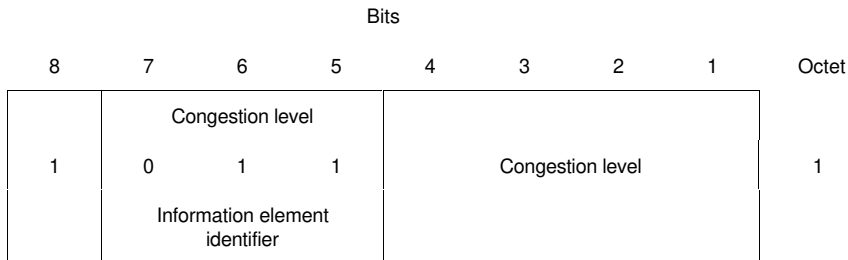 Bits
8 7 6 5 4 3 2 1 Octet
Congestion level
1 0 1 1 Congestion level 1
Information element
identifier